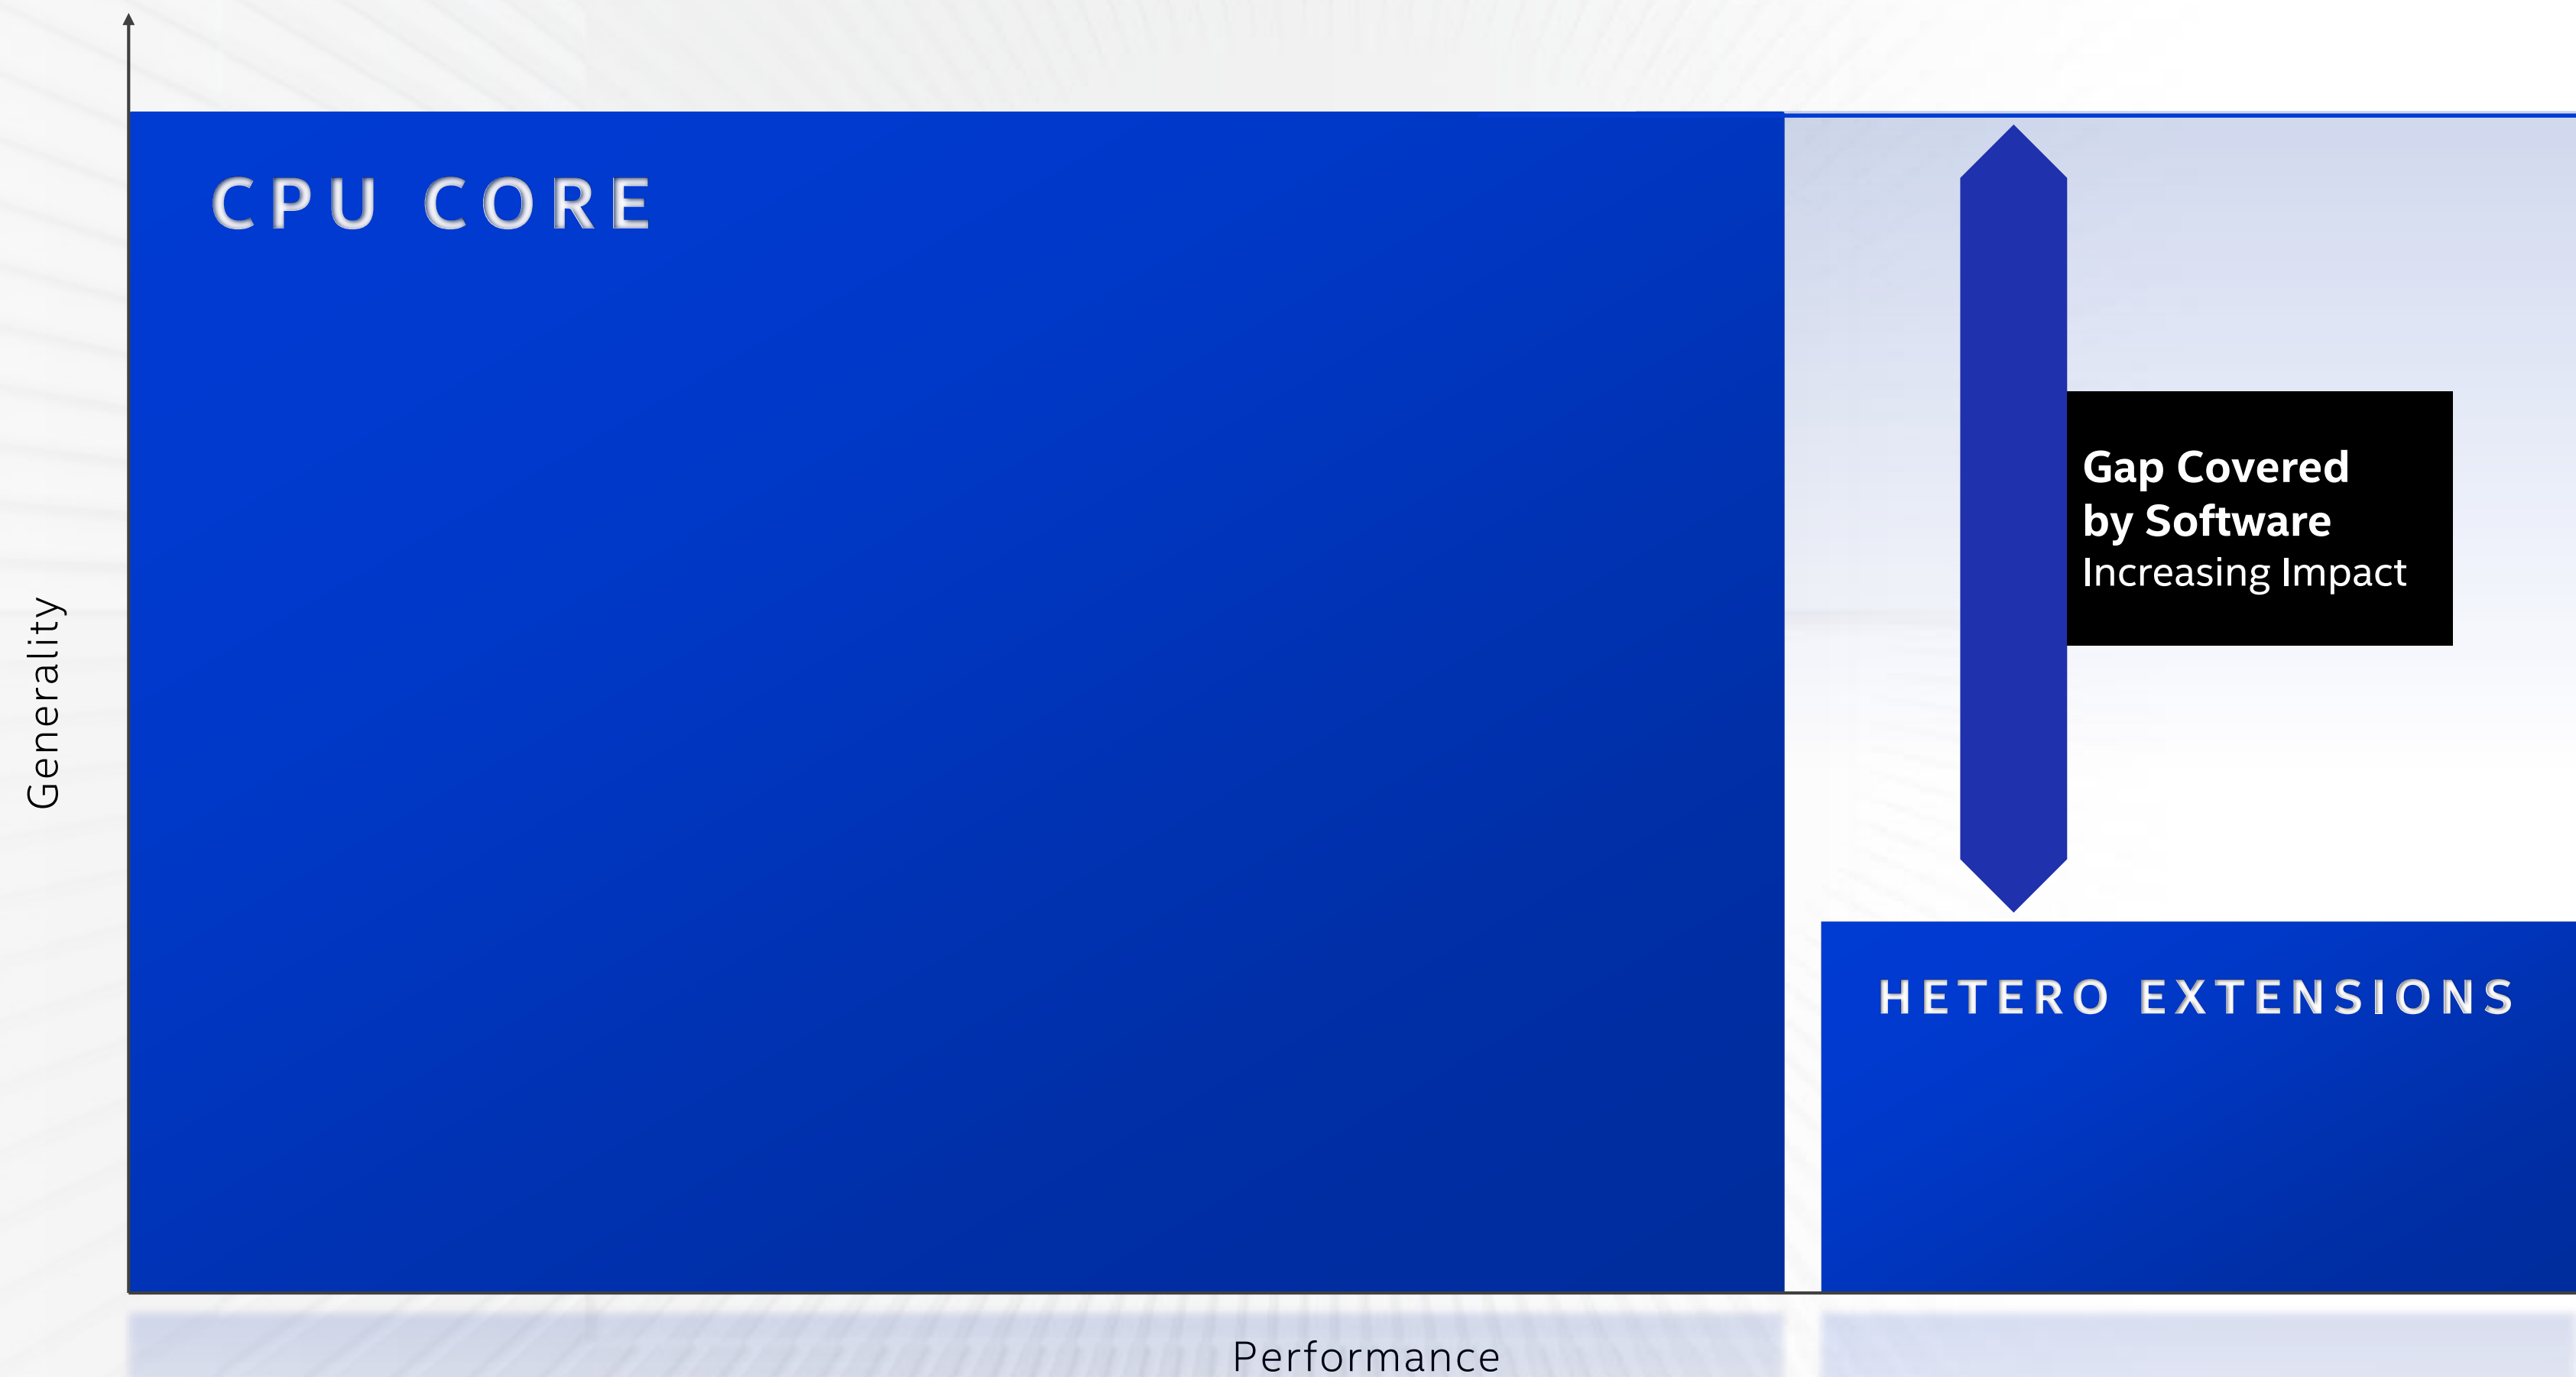 CPU CORE
Gap Covered
by Software
Increasing Impact
Generality
HETERO EXTENSIONS
Performance